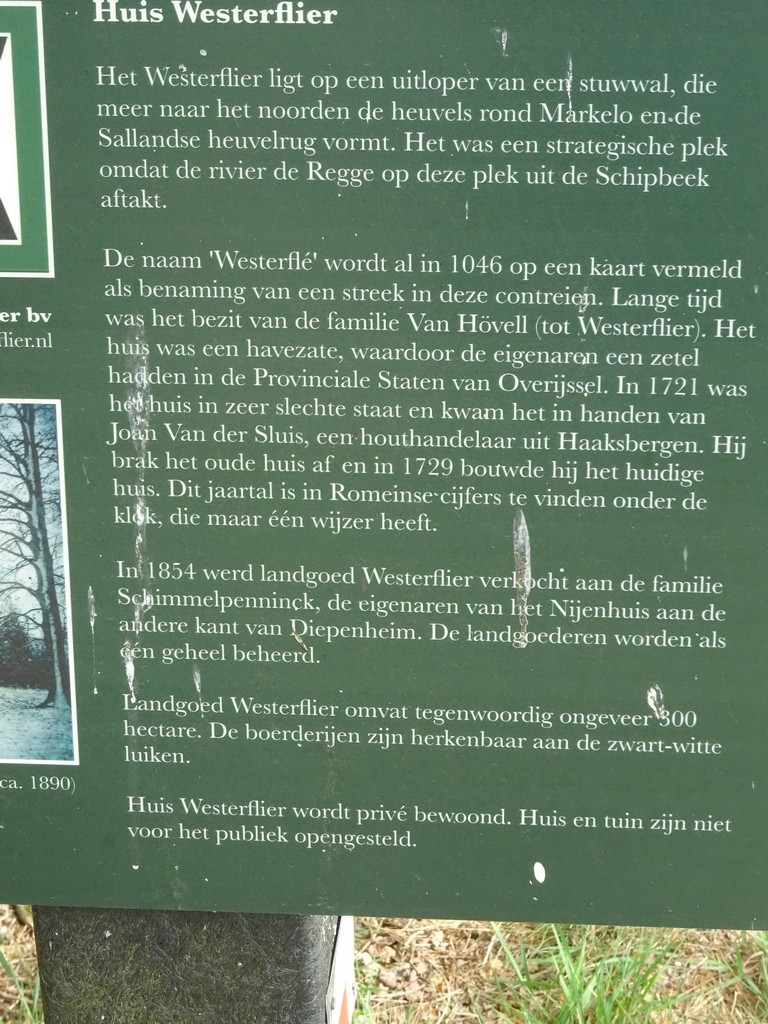 Huis Westerflier
Het Westerflier ligt op een uitloper van een stuwwal, die
meer naar het noorden de heuvels rond Markelo en de
Sallandse heuvelrug vormt. Het was een strategische plek
omdat de rivier de Regge op deze plek uit de Schipbeek
aftakt.
De naam 'Westerflé' wordt al in 1046 op een kaart vermeld
als benaming van een streek in deze contreien. Lange tijd
was het bezit van de familie Van Hövell (tot Westerflier). Het
huis was een havezate, waardoor de eigenaren een zetel
hadden in de Provinciale Staten van Overijssel. In 1721 was
het huis in zeer slechte staat en kwam het in handen van
Joan Van der Sluis, een houthandelaar uit Haaksbergen. Hij
brak het oude huis af en in 1729 bouwde hij het huidige
huis. Dit jaartal is in Romeinse cijfers te vinden onder de
klok, die maar één wijzer heeft.
In 1854 werd landgoed Westerflier verkocht aan de familie
Schimmelpenninck, de eigenaren van het Nijenhuis aan de
andere kant van Diepenheim. De landgoederen worden als
één geheel beheerd.
Landgoed Westerflier omvat tegenwoordig ongeveer 300
hectare. De boerderijen zijn herkenbaar aan de zwart-witte
luiken.
Huis Westerflier wordt privé bewoond. Huis en tuin zijn niet
voor het publiek opengesteld.
er bv
flier.nl
ca. 1890)